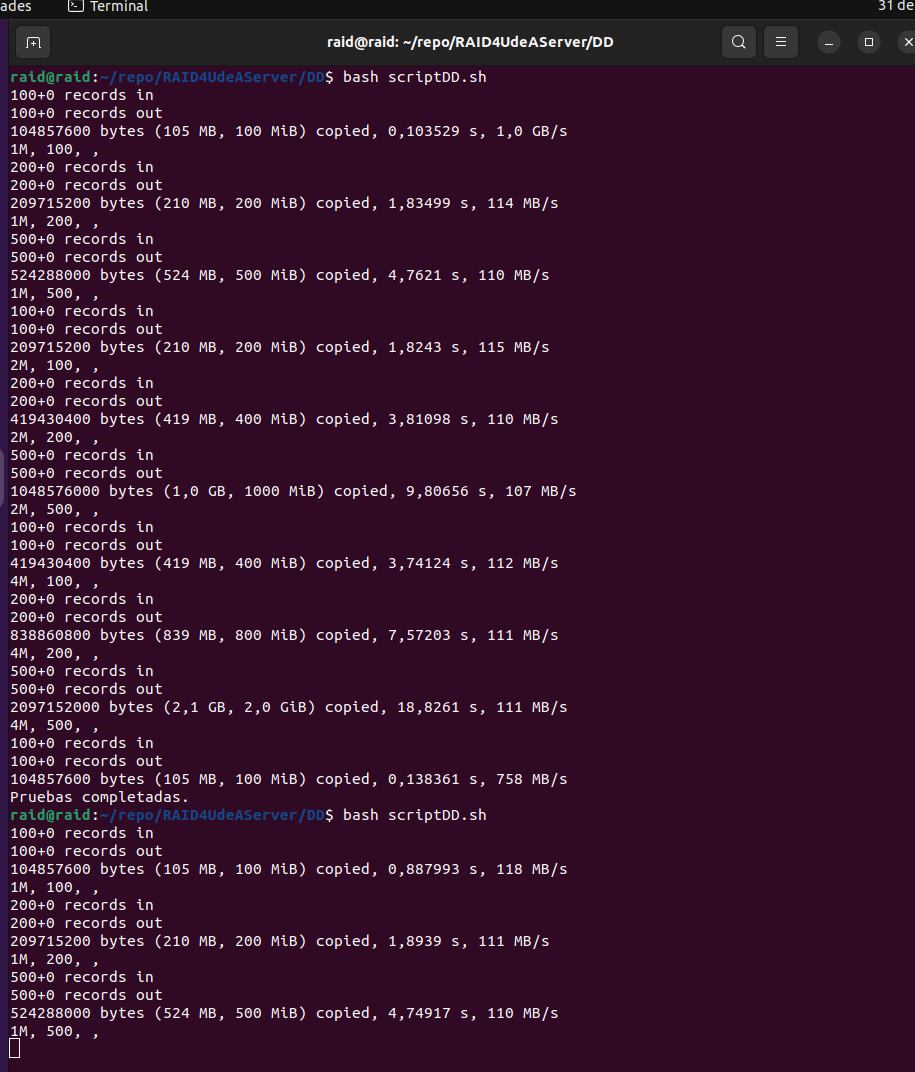 ades Terminal 31 de
raid@raid: ~/repo/RAID4UdeAServer/DD
raid@raid:~/repo/RAID4UdeAServer/DD$ bash scriptDD.sh
100+0 records in
100+0 records out
104857600 bytes (105 MB, 100 MiB) copied, 0,103529 s, 1,0 GB/s
1M, 100, ,
200+0 records in
200+0 records out
209715200 bytes (210 MB, 200 MiB) copied, 1,83499 s, 114 MB/s
1M, 200, ,
500+0 records in
500+0 records out
524288000 bytes (524 MB, 500 MiB) copied, 4,7621 s, 110 MB/s
1M, 500, ,
100+0 records in
100+0 records out
209715200 bytes (210 MB, 200 MiB) copied, 1,8243 s, 115 MB/s
2M, 100, ,
200+0 records in
200+0 records out
419430400 bytes (419 MB, 400 MiB) copied, 3,81098 s, 110 MB/s
2M, 200, ,
500+0 records in
500+0 records out
1048576000 bytes (1,0 GB, 1000 MiB) copied, 9,80656 s, 107 MB/s
2M, 500, ,
100+0 records in
100+0 records out
419430400 bytes (419 MB, 400 MiB) copied, 3,74124 s, 112 MB/s
4M, 100, ,
200+0 records in
200+0 records out
838860800 bytes (839 MB, 800 MiB) copied, 7,57203 s, 111 MB/s
4M, 200, ,
500+0 records in
500+0 records out
2097152000 bytes (2,1 GB, 2,0 GiB) copied, 18,8261 s, 111 MB/s
4M, 500, ,
100+0 records in
100+0 records out
104857600 bytes (105 MB, 100 MiB) copied, 0,138361 s, 758 MB/s
Pruebas completadas.
raid@raid:~/repo/RAID4UdeAServer/DD$ bash scriptDD.sh
100+0 records in
100+0 records out
104857600 bytes (105 MB, 100 MiB) copied, 0,887993 s, 118 MB/s
1M, 100, ,
200+0 records in
200+0 records out
209715200 bytes (210 MB, 200 MiB) copied, 1,8939 s, 111 MB/s
1M, 200, ,
500+0 records in
500+0 records out
524288000 bytes (524 MB, 500 MiB) copied, 4,74917 s, 110 MB/s
1M, 500, ,